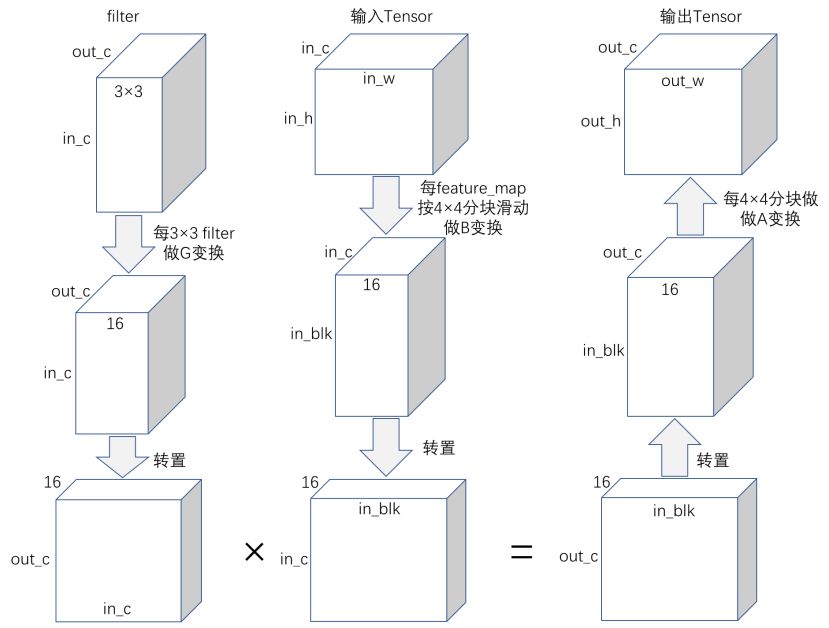 filter
out_c
3×3
in_c
每3×3 filter
做G变换
out_c
16
in_c
转置
16
out_c
in_c
×
输入Tensor
in_c
in_w
in_h
每feature_map
按4×4分块滑动
做B变换
in_c
16
in_blk
转置
16
in_blk
in_c
=
输出Tensor
out_c
out_w
out_h
每4×4分块做
做A变换
out_c
16
in_blk
转置
16
in_blk
out_c